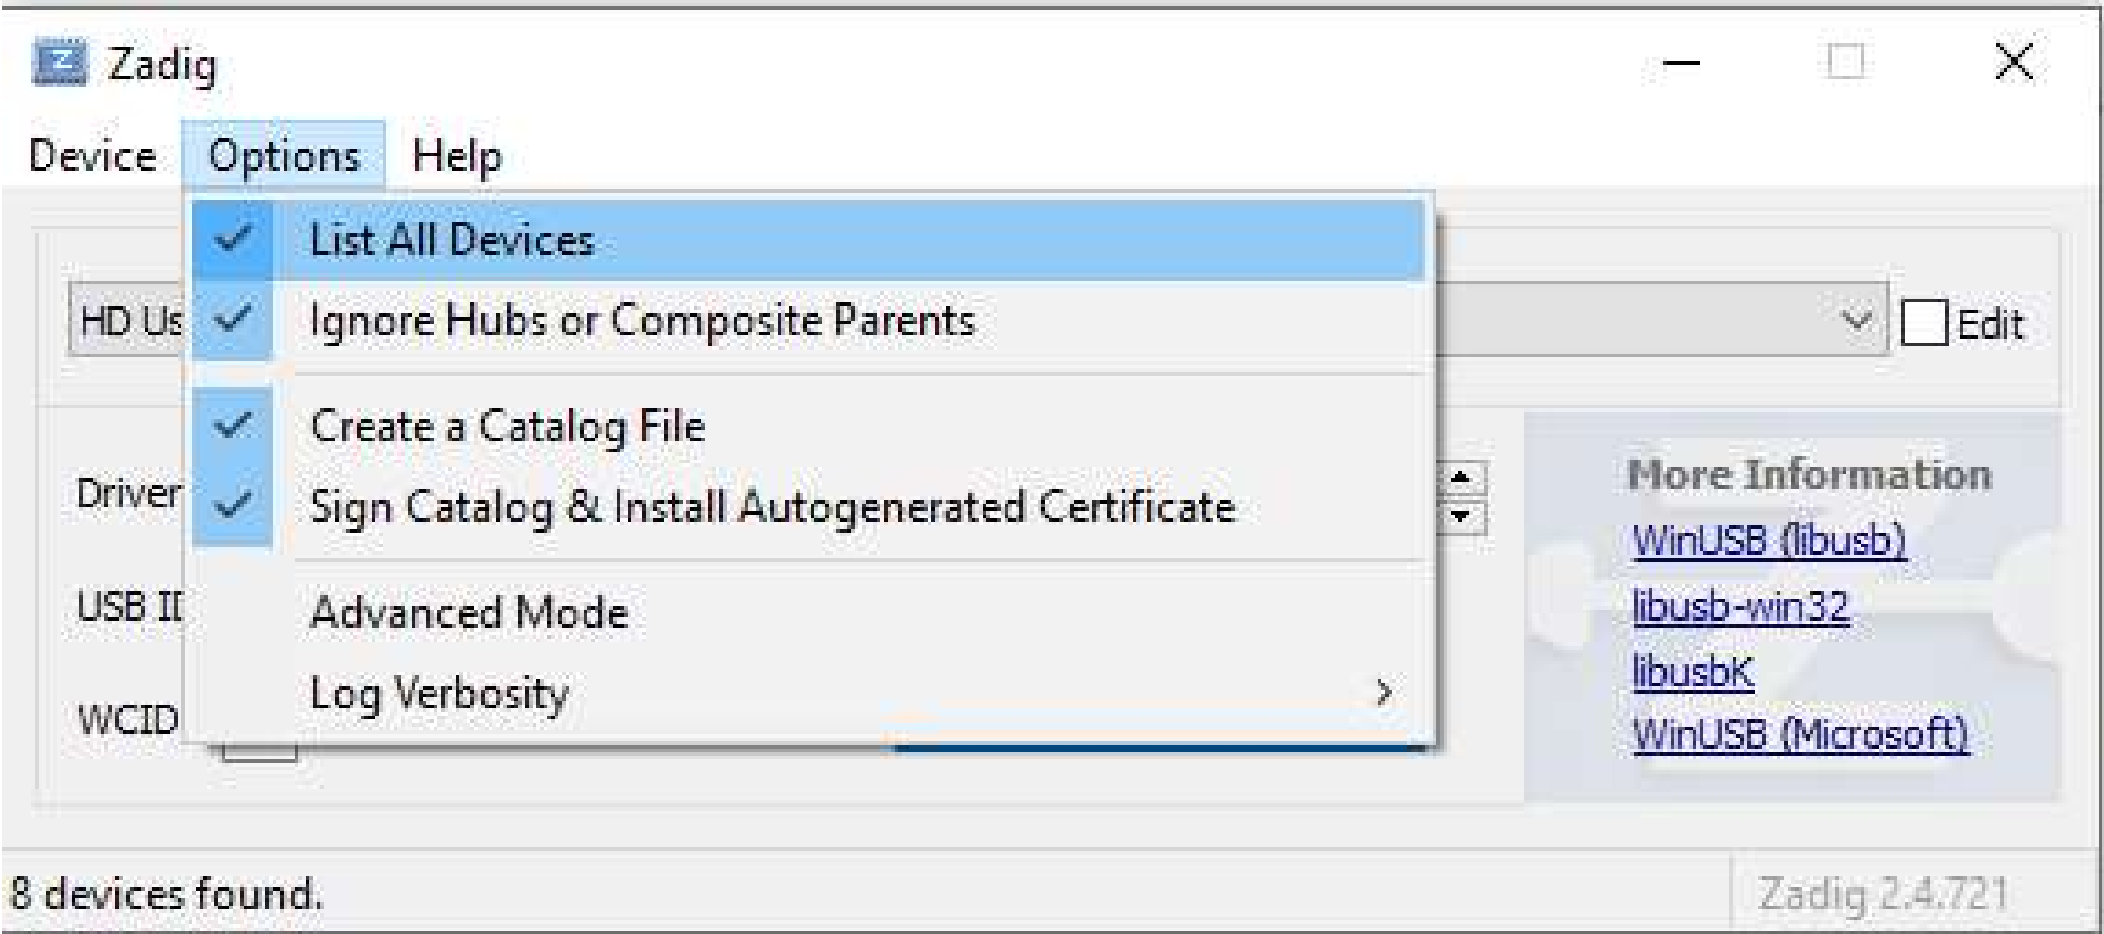 Zadig
Device Options Help
List All Devices
HD Us
Ignore Hubs or Composite Parents
Edit
Create a Catalog File
Driver
Sign Catalog & Install Autogenerated Certificate
USB ID
Advanced Mode
WCID
Log Verbosity
More Information
WinUSB (libusb)
libusb-win32
libusbK
WinUSB (Microsoft)
8 devices found.
Zadig 2.4.721